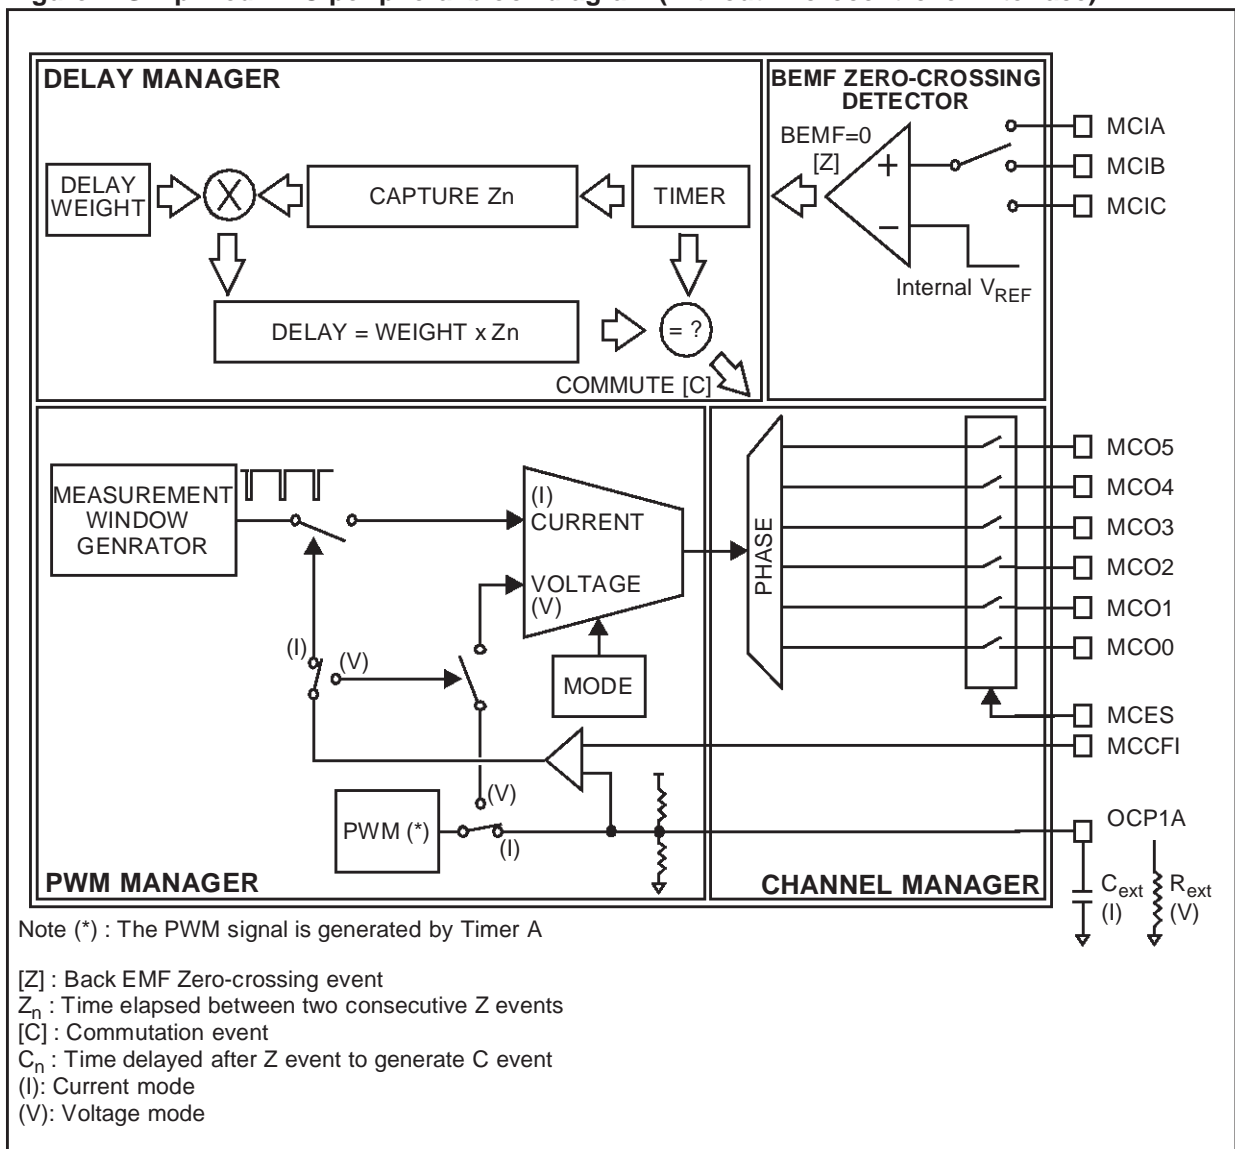 DELAY MANAGER
BEMF ZERO-CROSSING
DETECTOR
BEMF=0
[Z]
+
−
Internal VREF
MCIA
MCIB
MCIC
DELAY
WEIGHT
X
CAPTURE Zn
TIMER
DELAY = WEIGHT x Zn
= ?
COMMUTE [C]
MEASUREMENT
WINDOW
GENRATOR
(I)
CURRENT
VOLTAGE
(V)
MODE
(I)
(V)
(V)
PWM (*)
(I)
PWM MANAGER
PHASE
CHANNEL MANAGER
MCO5
MCO4
MCO3
MCO2
MCO1
MCO0
MCES
MCCFI
OCP1A
Cext
(I)
Rext
(V)
Note (*) : The PWM signal is generated by Timer A
[Z] : Back EMF Zero-crossing event
Zn : Time elapsed between two consecutive Z events
[C] : Commutation event
Cn : Time delayed after Z event to generate C event
(I): Current mode
(V): Voltage mode